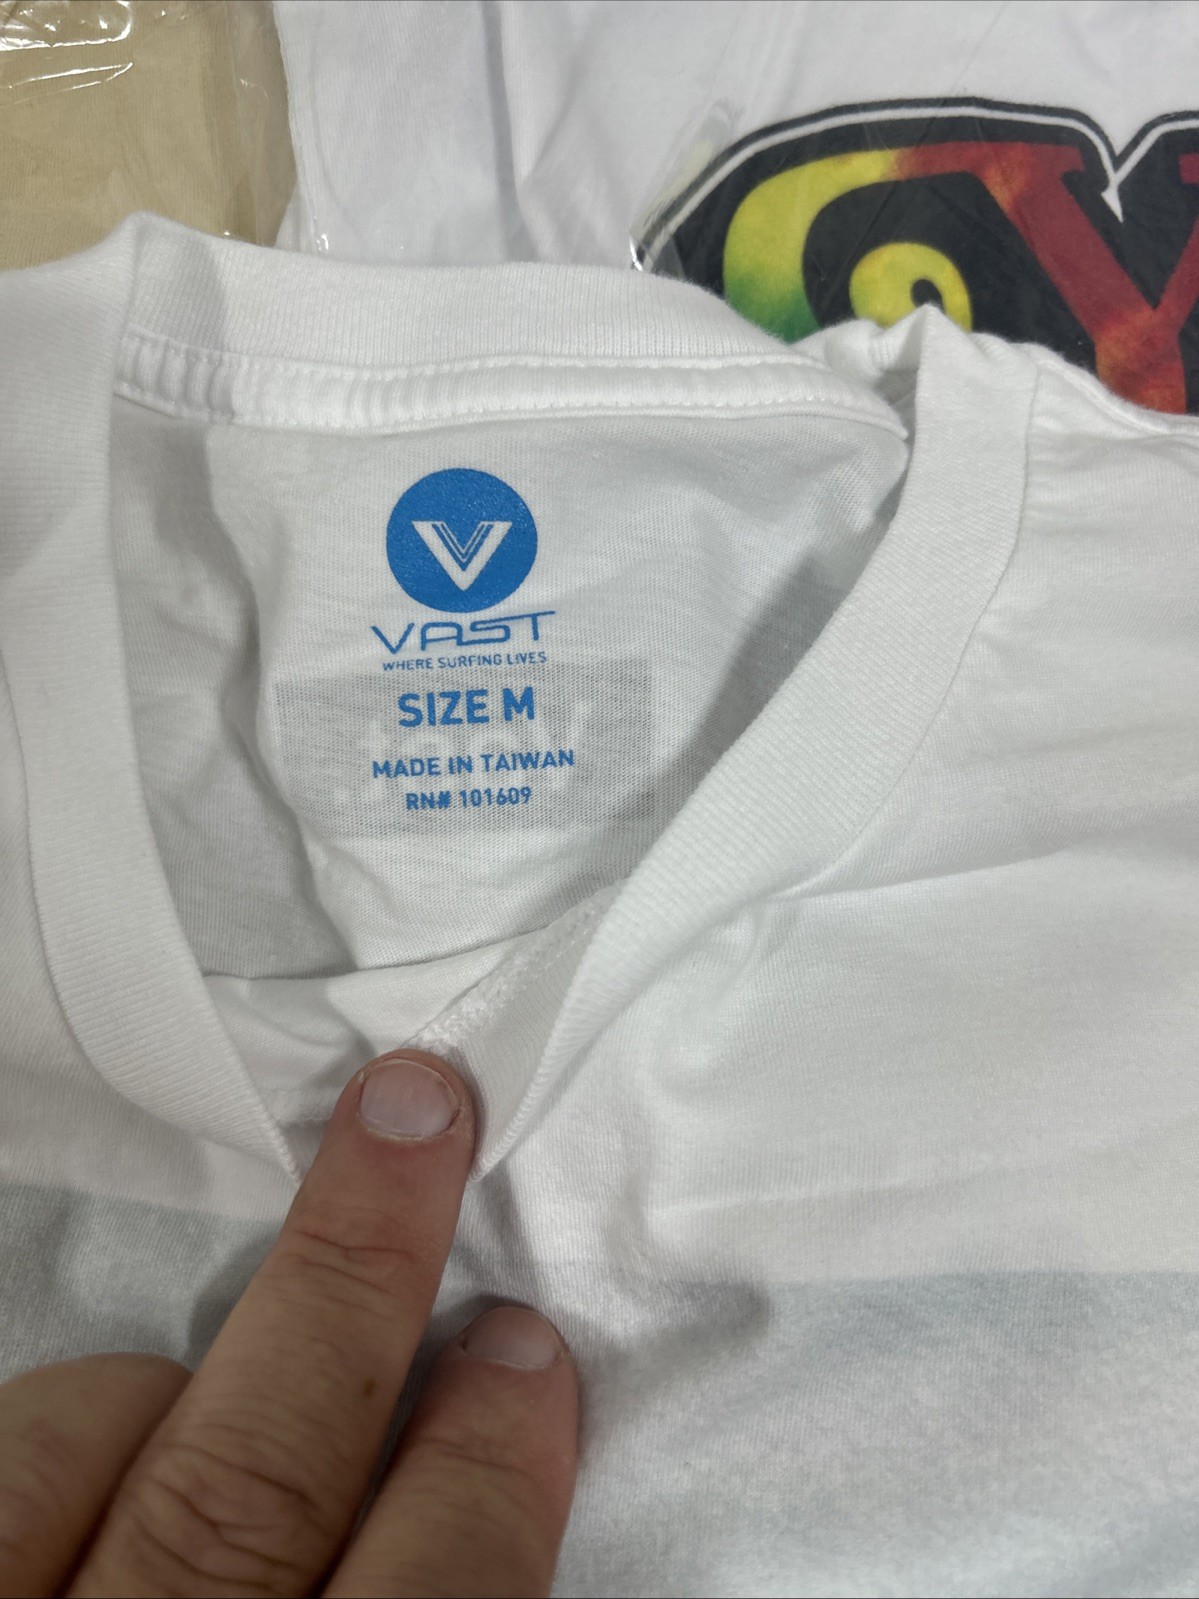 V
VAST
WHERE SURFING LIVES
SIZE M
MADE IN TAIWAN
RN# 101609